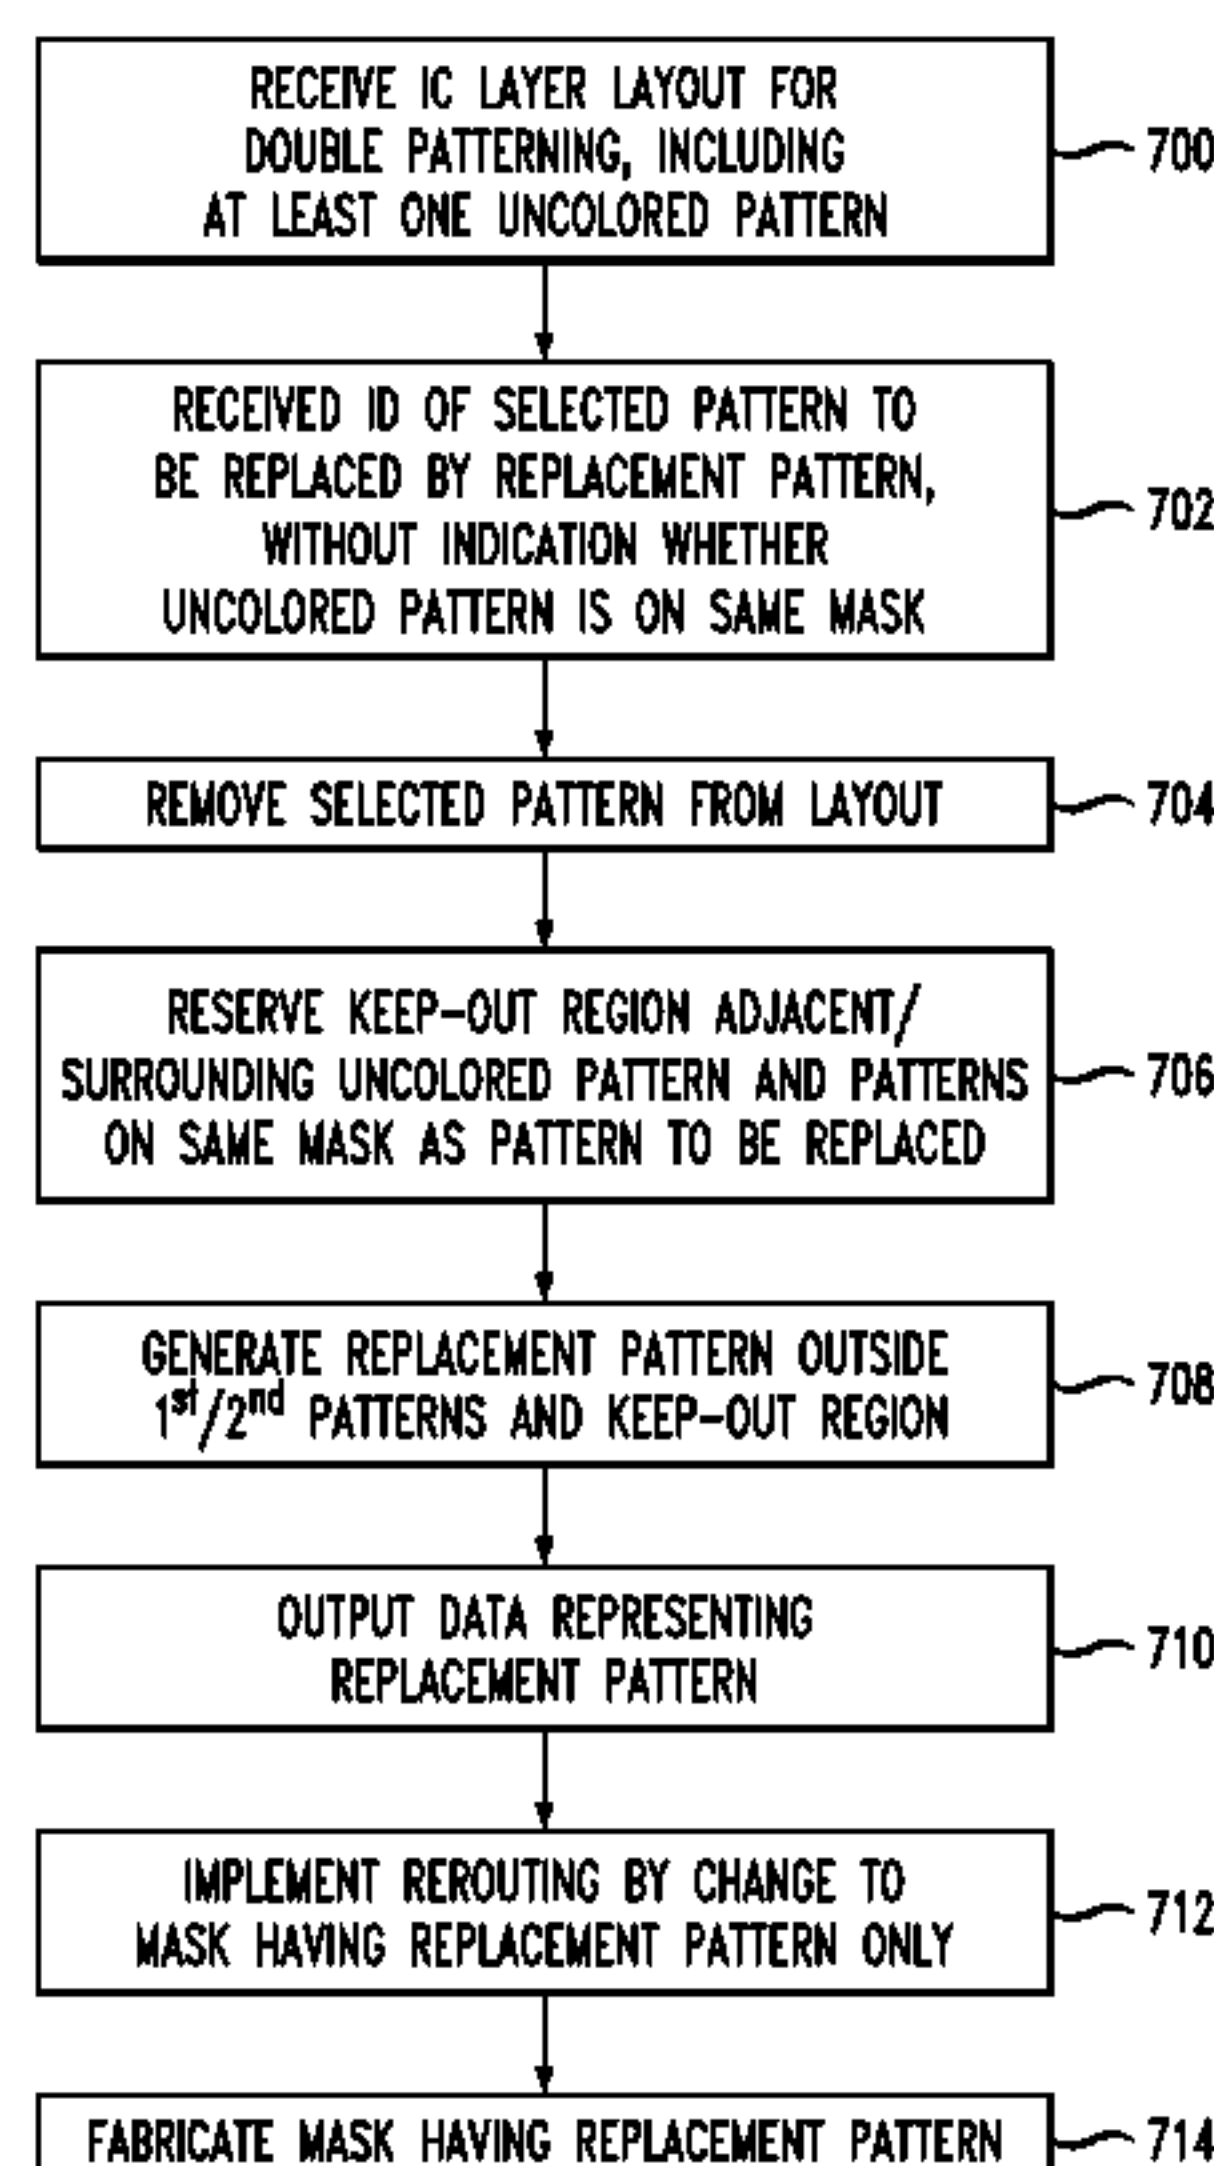 RECEIVE IC LAYER LAYOUT FOR
DOUBLE PATTERNING, INCLUDING
AT LEAST ONE UNCOLORED PATTERN
700
RECEIVED ID OF SELECTED PATTERN TO
BE REPLACED BY REPLACEMENT PATTERN,
WITHOUT INDICATION WHETHER
UNCOLORED PATTERN IS ON SAME MASK
702
REMOVE SELECTED PATTERN FROM LAYOUT
704
RESERVE KEEP-OUT REGION ADJACENT/
SURROUNDING UNCOLORED PATTERN AND PATTERNS
ON SAME MASK AS PATTERN TO BE REPLACED
706
GENERATE REPLACEMENT PATTERN OUTSIDE
1st/2nd PATTERNS AND KEEP-OUT REGION
708
OUTPUT DATA REPRESENTING
REPLACEMENT PATTERN
710
IMPLEMENT REROUTING BY CHANGE TO
MASK HAVING REPLACEMENT PATTERN ONLY
712
FABRICATE MASK HAVING REPLACEMENT PATTERN
714